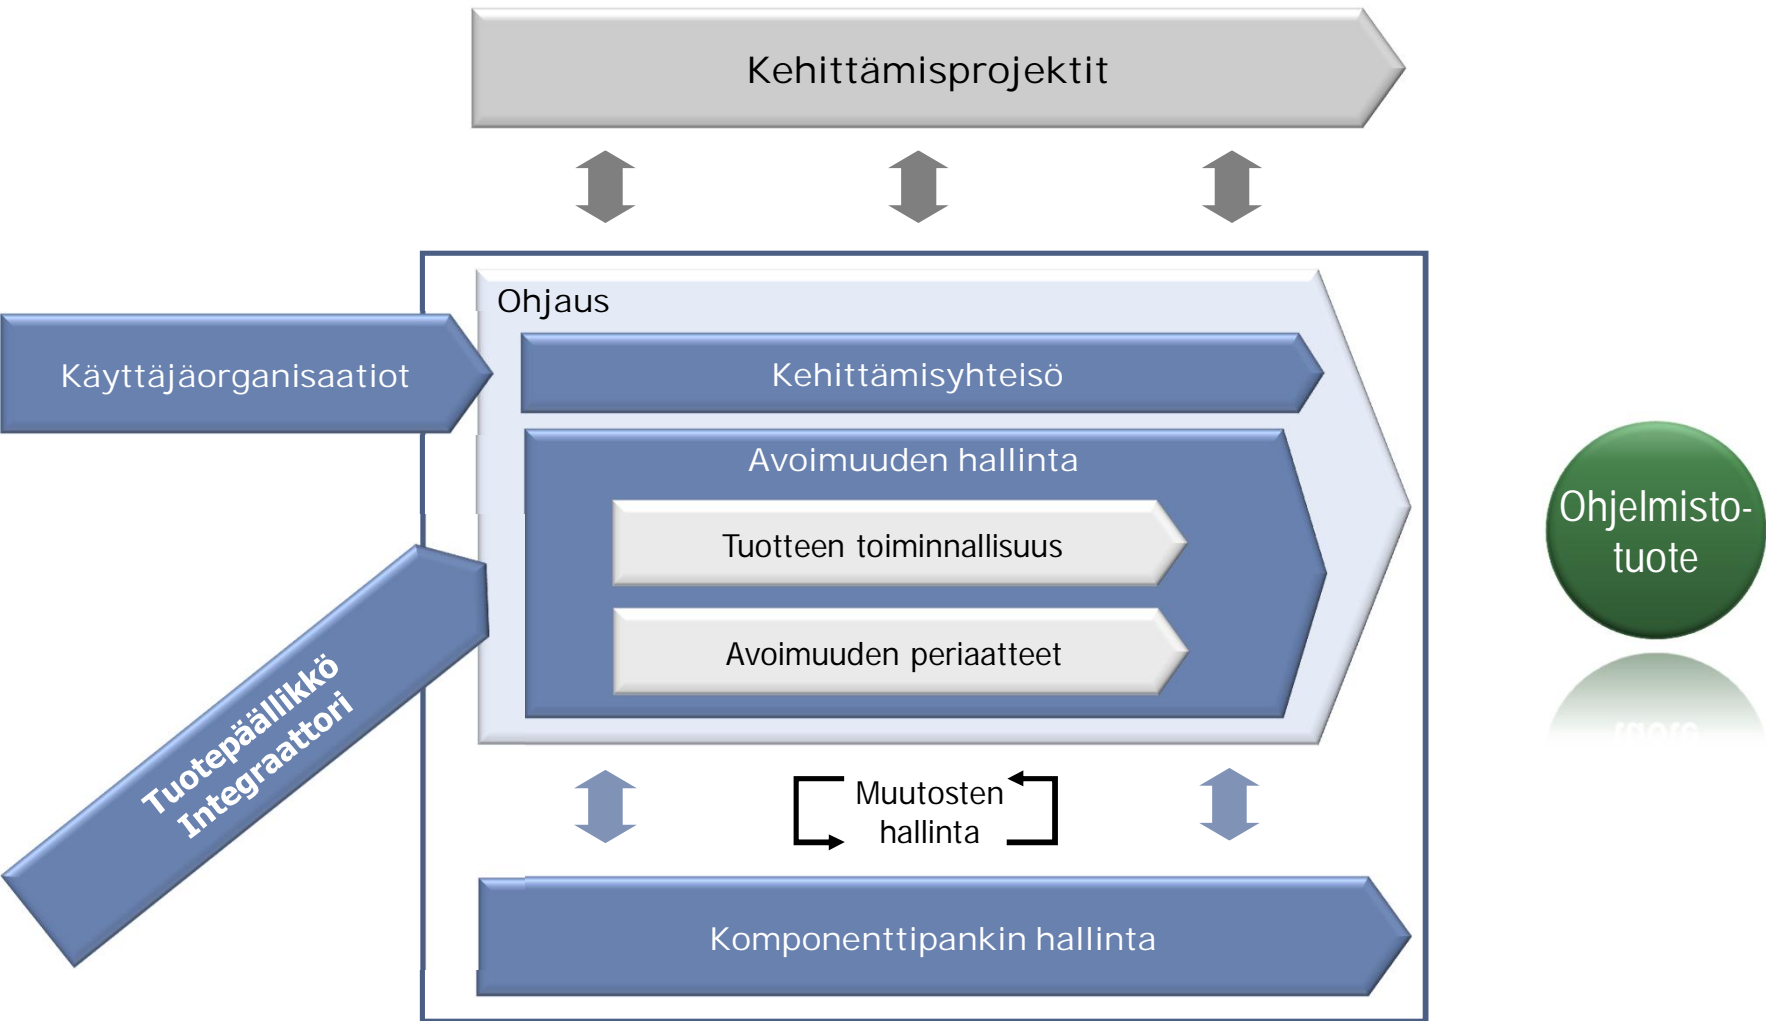 Kehittämisprojektit
Ohjaus
Käyttäjäorganisaatiot
Kehittämisyhteisö
Avoimuuden hallinta
Tuotteen toiminnallisuus
Avoimuuden periaatteet
Tuotepäällikkö
Integraattori
Muutosten
hallinta
Komponenttipankin hallinta
Ohjelmisto-
tuote